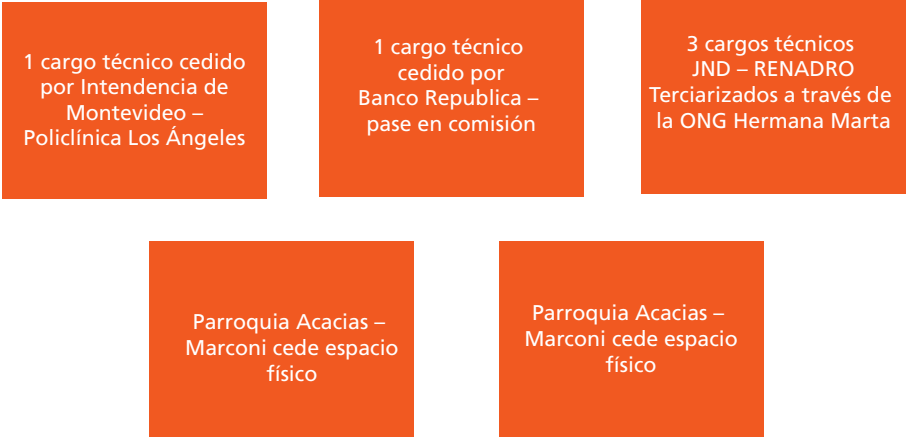 1 cargo técnico cedido
por Intendencia de
Montevideo –
Policlínica Los Ángeles
1 cargo técnico
cedido por
Banco Republica –
pase en comisión
3 cargos técnicos
JND – RENADRO
Terciarizados a través de
la ONG Hermana Marta
Parroquia Acacias –
Marconi cede espacio
físico
Parroquia Acacias –
Marconi cede espacio
físico